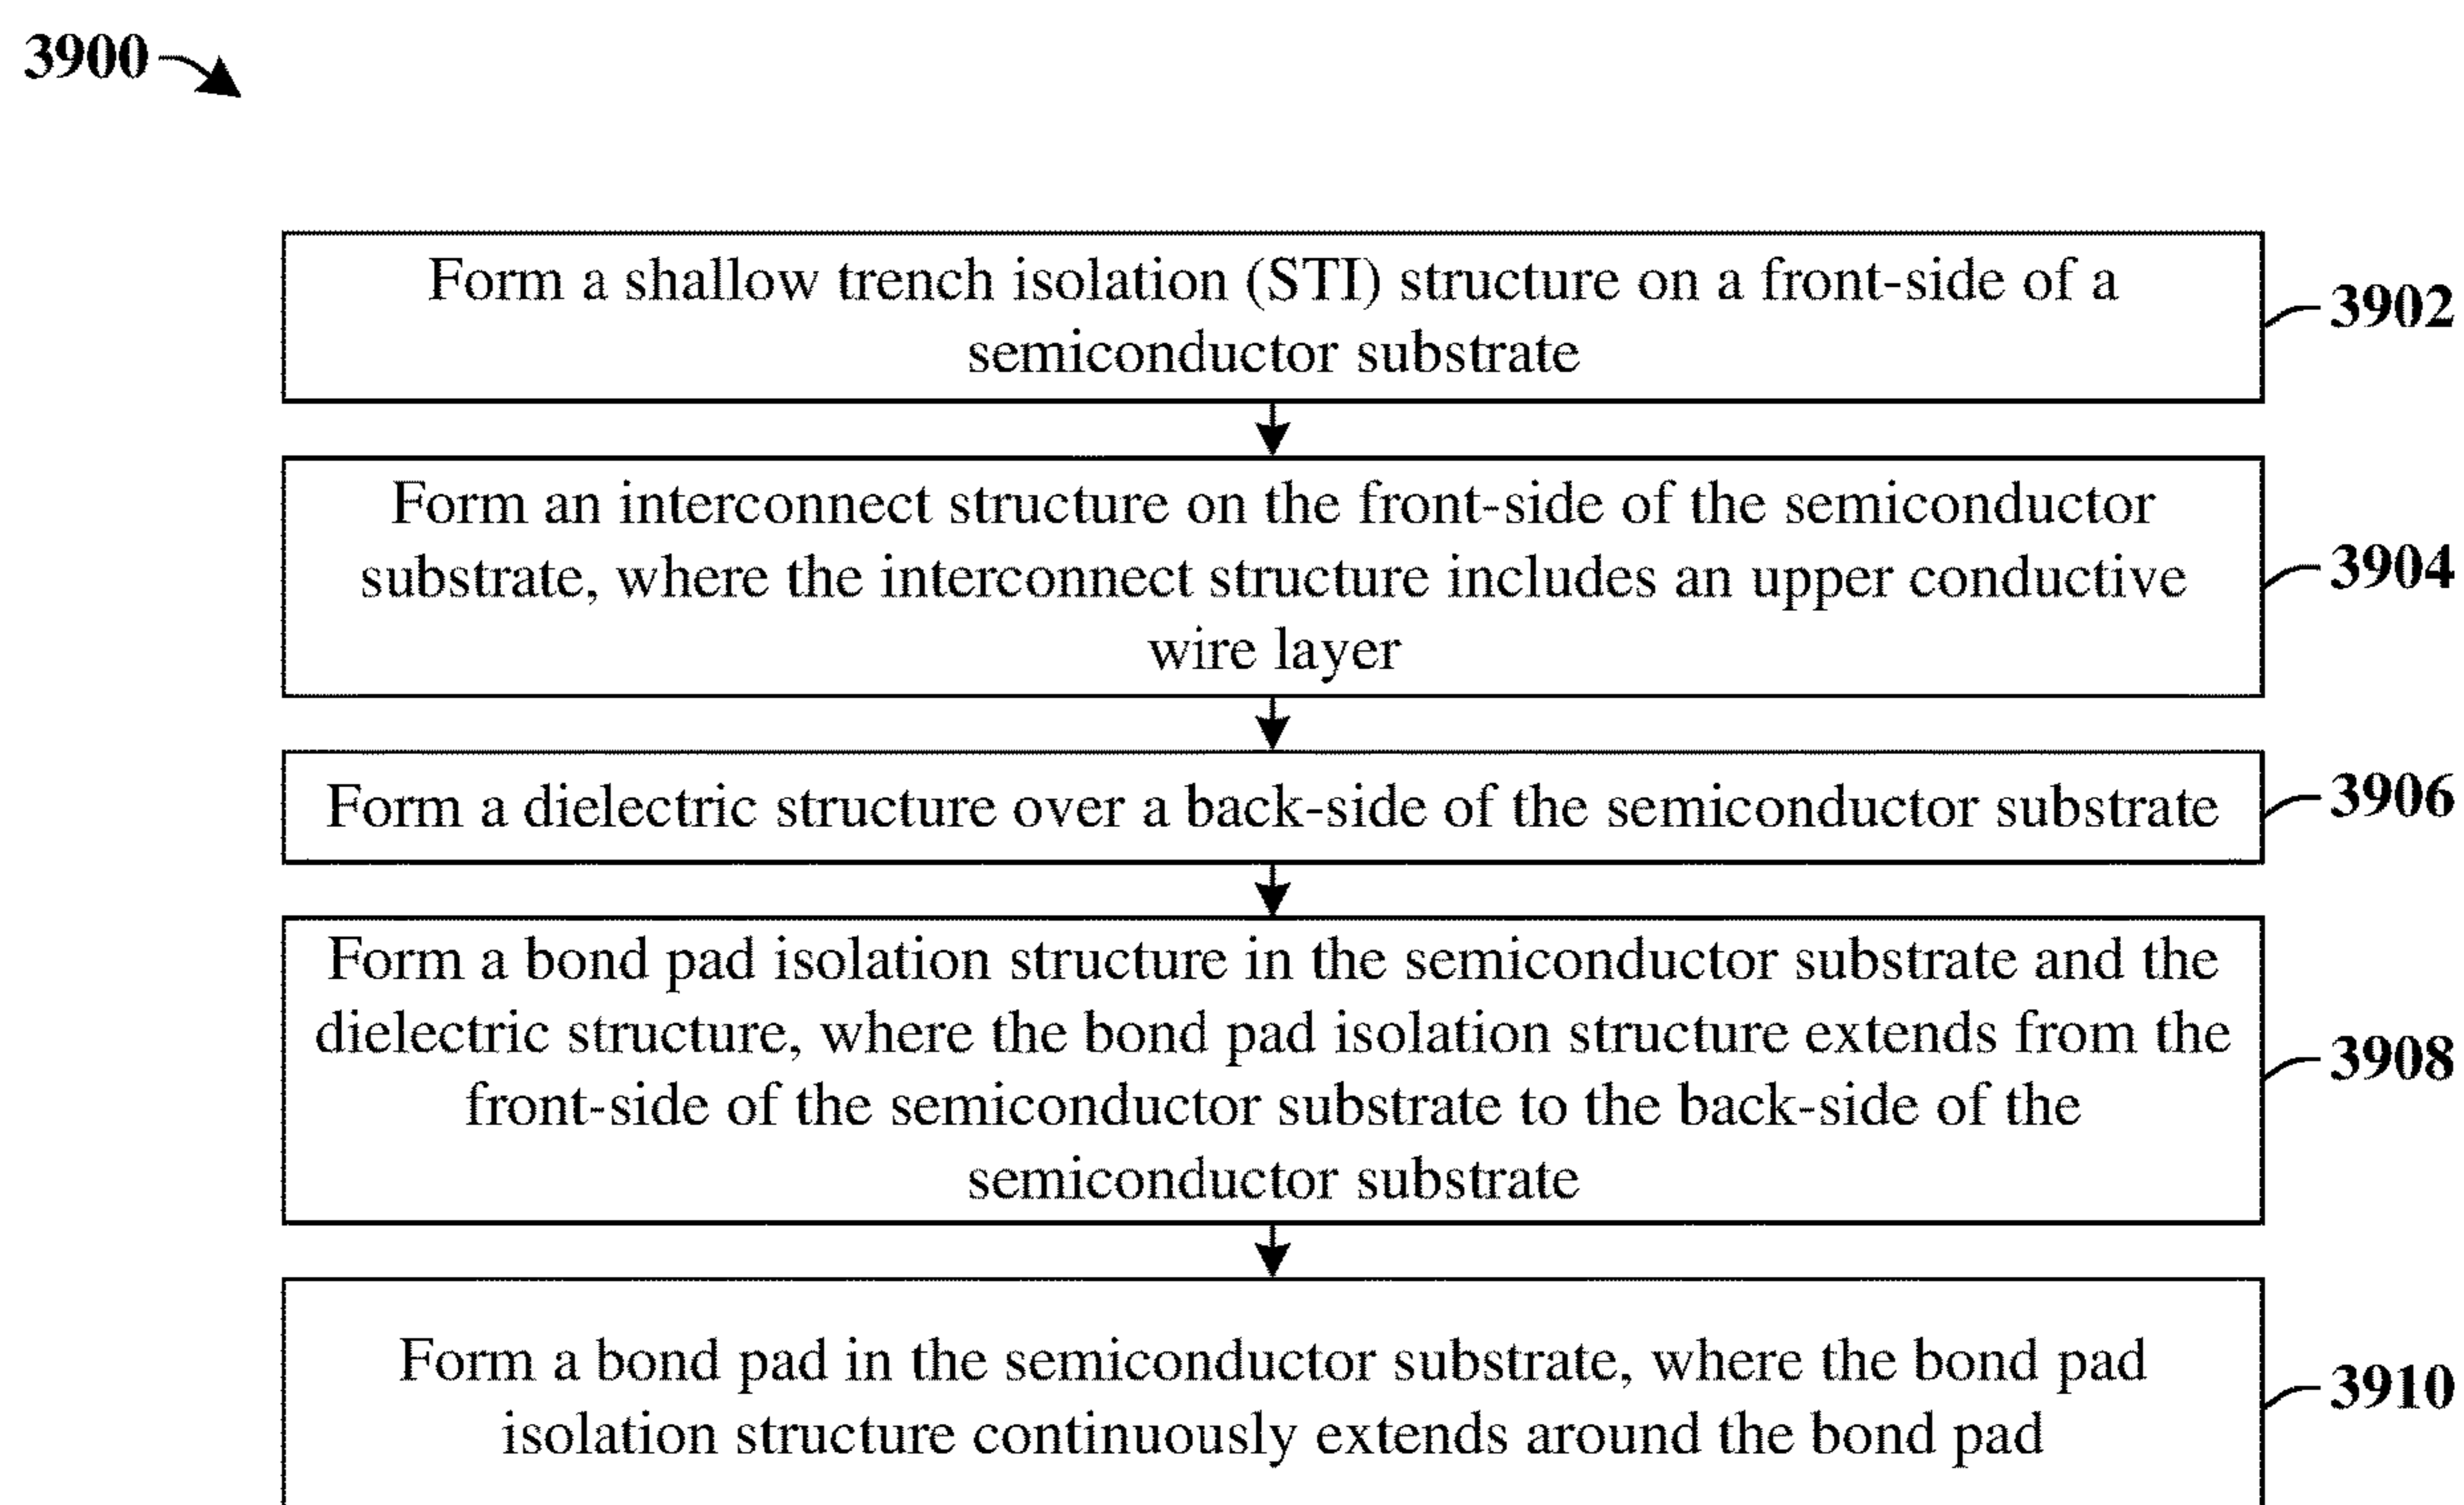 3900
Form a shallow trench isolation (STI) structure on a front-side of a
semiconductor substrate
3902
Form an interconnect structure on the front-side of the semiconductor
substrate, where the interconnect structure includes an upper conductive
wire layer
3904
Form a dielectric structure over a back-side of the semiconductor substrate
3906
Form a bond pad isolation structure in the semiconductor substrate and the
dielectric structure, where the bond pad isolation structure extends from the
front-side of the semiconductor substrate to the back-side of the
semiconductor substrate
3908
Form a bond pad in the semiconductor substrate, where the bond pad
isolation structure continuously extends around the bond pad
3910